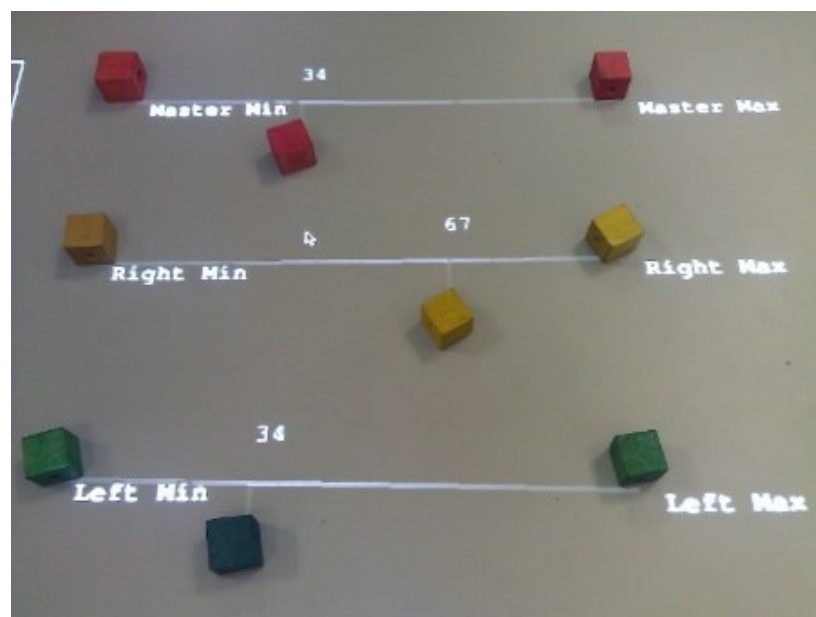 34
Master Min Master Max
67
Right Min Right Max
34
Left Min Left Max